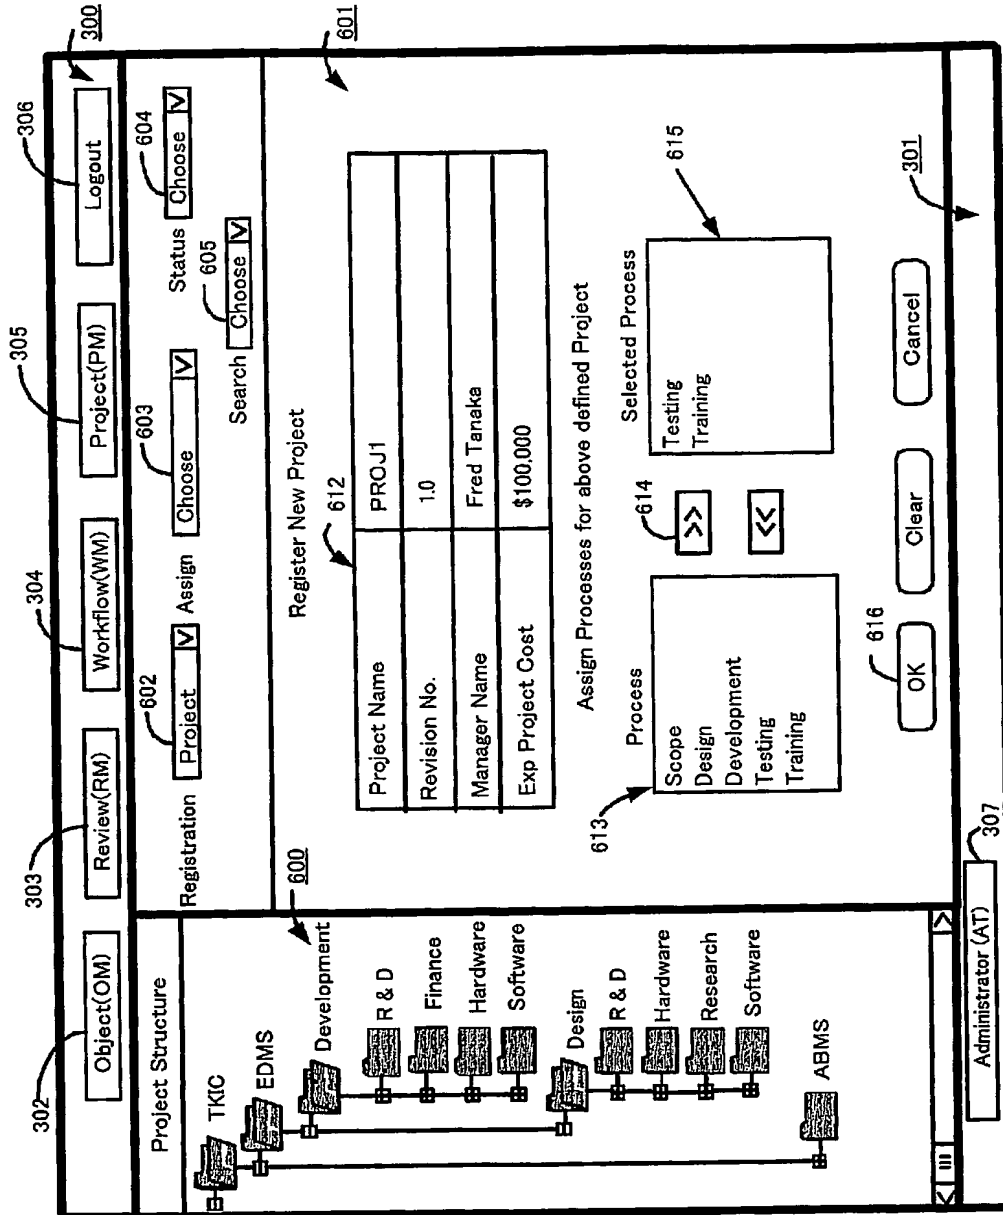 300
302 303 304 305 306
Object(OM) Review(RM) Workflow(WM) Project(PM) Logout
Project Structure
TKIC
EDMS
Development
R & D
Finance
Hardware
Software
Design
R & D
Hardware
Research
Software
ABMS
600
602 603 604
Registration Project Assign Choose Status Choose
605
Search Choose
601
Register New Project
612
Project Name PROJ1
Revision No. 1.0
Manager Name Fred Tanaka
Exp Project Cost $100,000
Assign Processes for above defined Project
Process Selected Process
613 614 615
Scope
Design
Development
Testing
Training
>>
<<
Testing
Training
616
OK Clear Cancel
301
Administrator (AT)
307